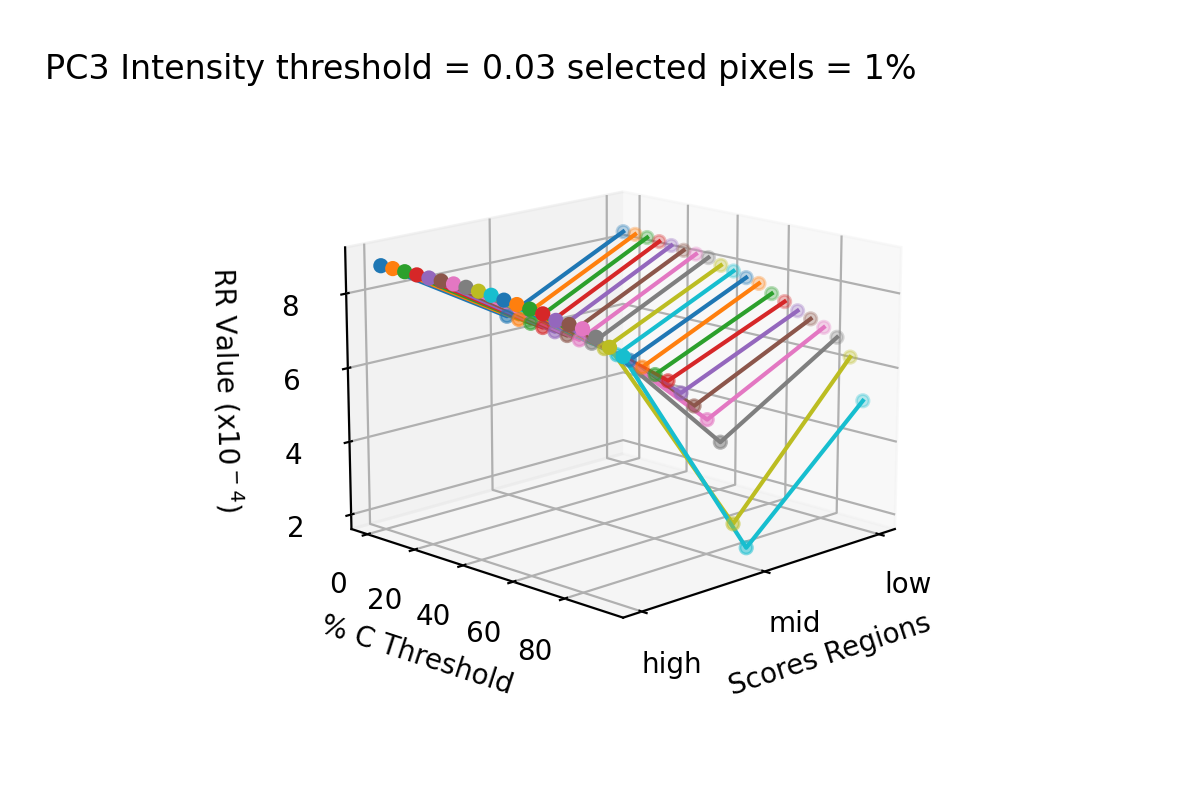 PC3 Intensity threshold = 0.03 selected pixels = 1%
RR Value (x10⁻⁴)
8
6
4
2
0
20
40
60
80
% C Threshold
high
mid
low
Scores Regions